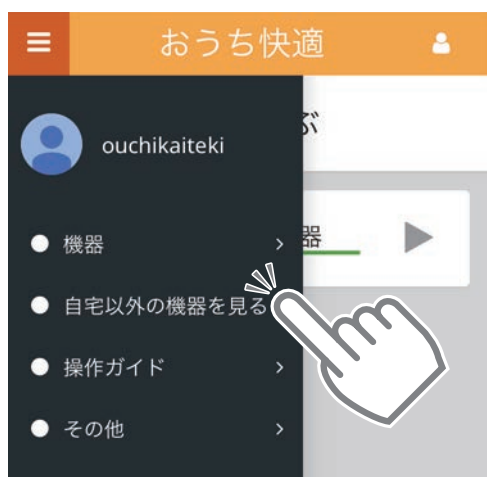 おうち快適
ouchikaiteki
ぶ
機器
器
自宅以外の機器を見る
操作ガイド
その他